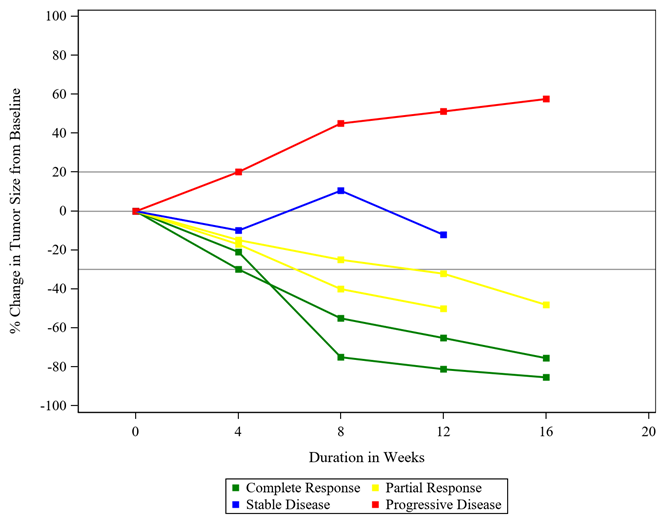 100
80
60
40
20
0
-20
-40
-60
-80
-100
% Change in Tumor Size from Baseline
0 4 8 12 16 20
Duration in Weeks
Complete Response Partial Response
Stable Disease Progressive Disease